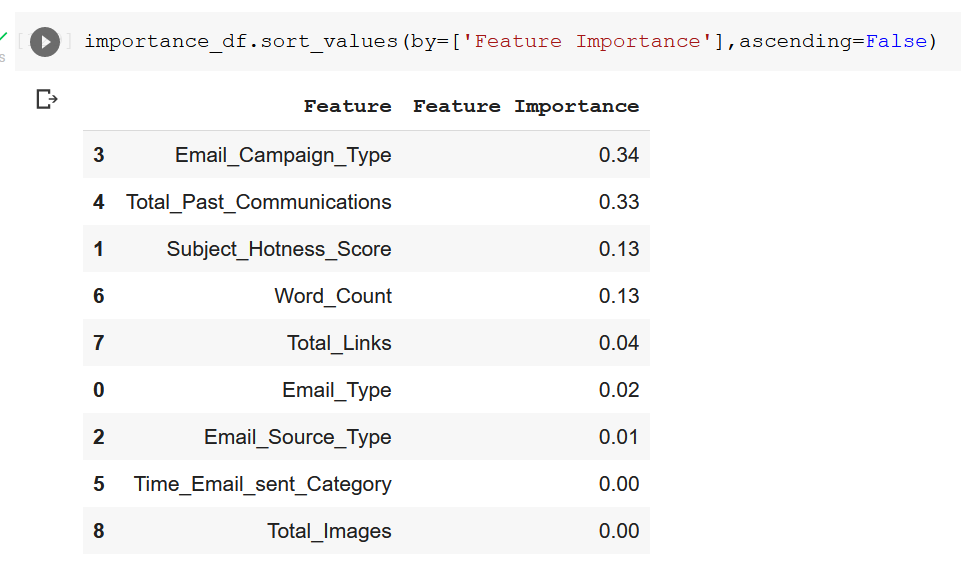 importance_df.sort_values(by=['Feature Importance'],ascending=False)
Feature Feature Importance
3 Email_Campaign_Type 0.34
4 Total_Past_Communications 0.33
1 Subject_Hotness_Score 0.13
6 Word_Count 0.13
7 Total_Links 0.04
0 Email_Type 0.02
2 Email_Source_Type 0.01
5 Time_Email_sent_Category 0.00
8 Total_Images 0.00